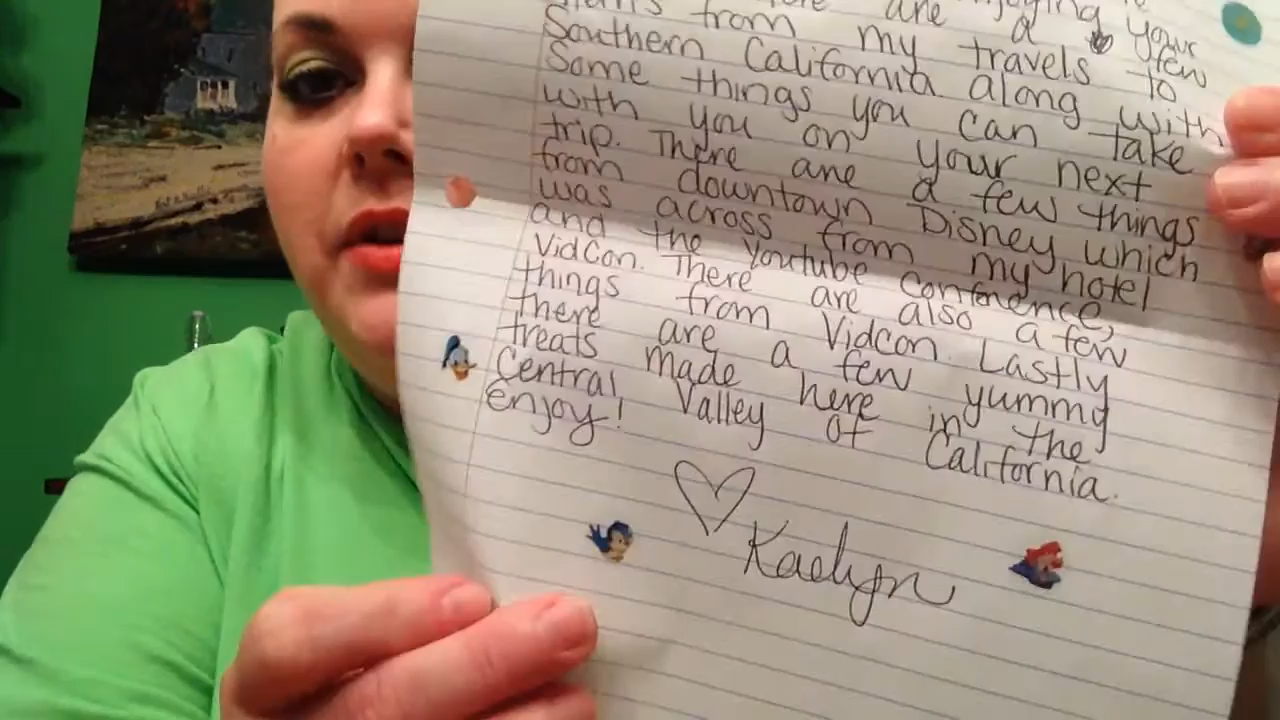 are enjoying your
items from my travels to
Southern California along with
Some things you can take
with you on your next
trip. There are a few things
from downtown Disney which
was across from my hotel
and the Youtube conference,
VidCon. There are also a few
things from Vidcon. Lastly
there are a few yummy
treats made here in the
Central Valley of California.
enjoy!
Kaelyn